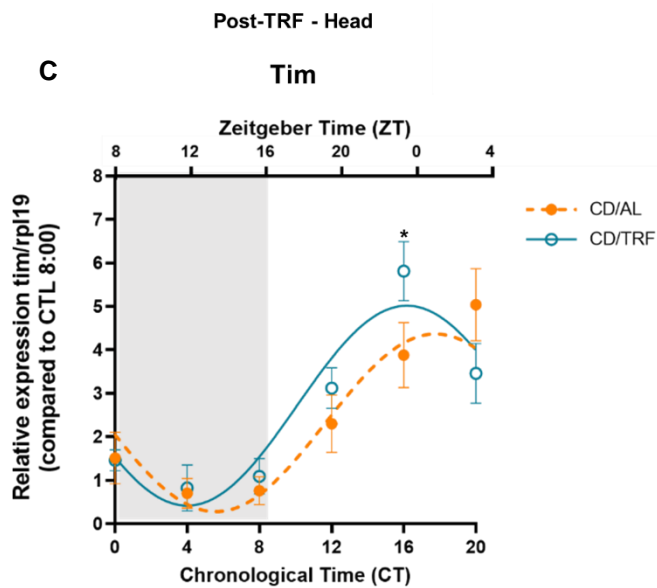 Post-TRF - Head
C
Tim
Zeitgeber Time (ZT)
8 12 16 20 0 4
Relative expression tim/rpl19
(compared to CTL 8:00)
8
7
6
5
4
3
2
1
0
*
CD/AL
CD/TRF
0 4 8 12 16 20
Chronological Time (CT)